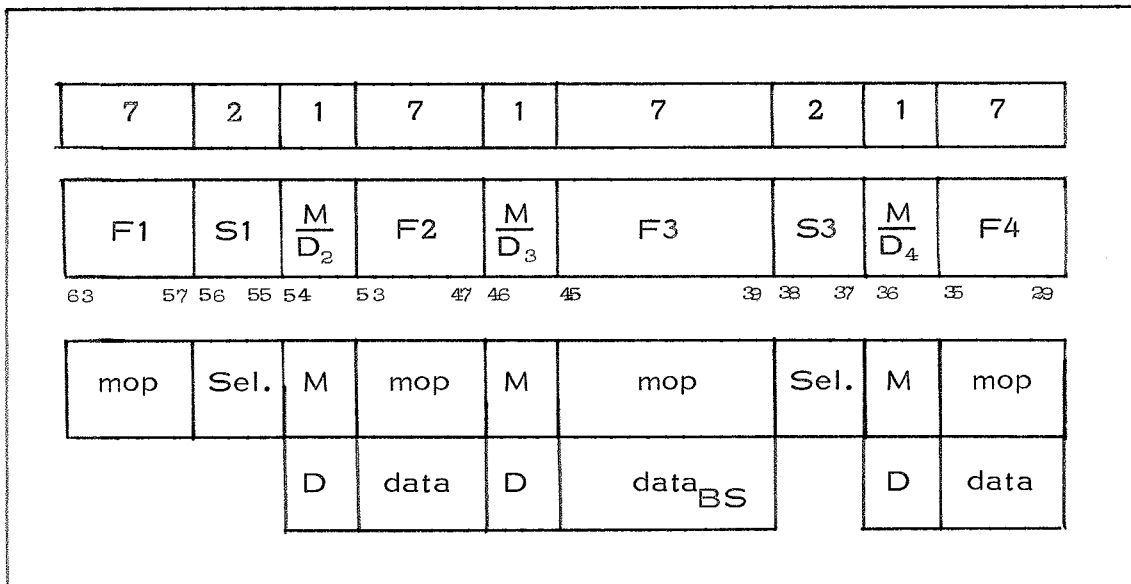 7 2 1 7 1 7 2 1 7
F1 S1 M/D2 F2 M/D3 F3 S3 M/D4 F4
63 57 56 55 54 53 47 46 45 39 38 37 36 35 29
mop Sel. M mop M mop Sel. M mop
D data D dataBS D data